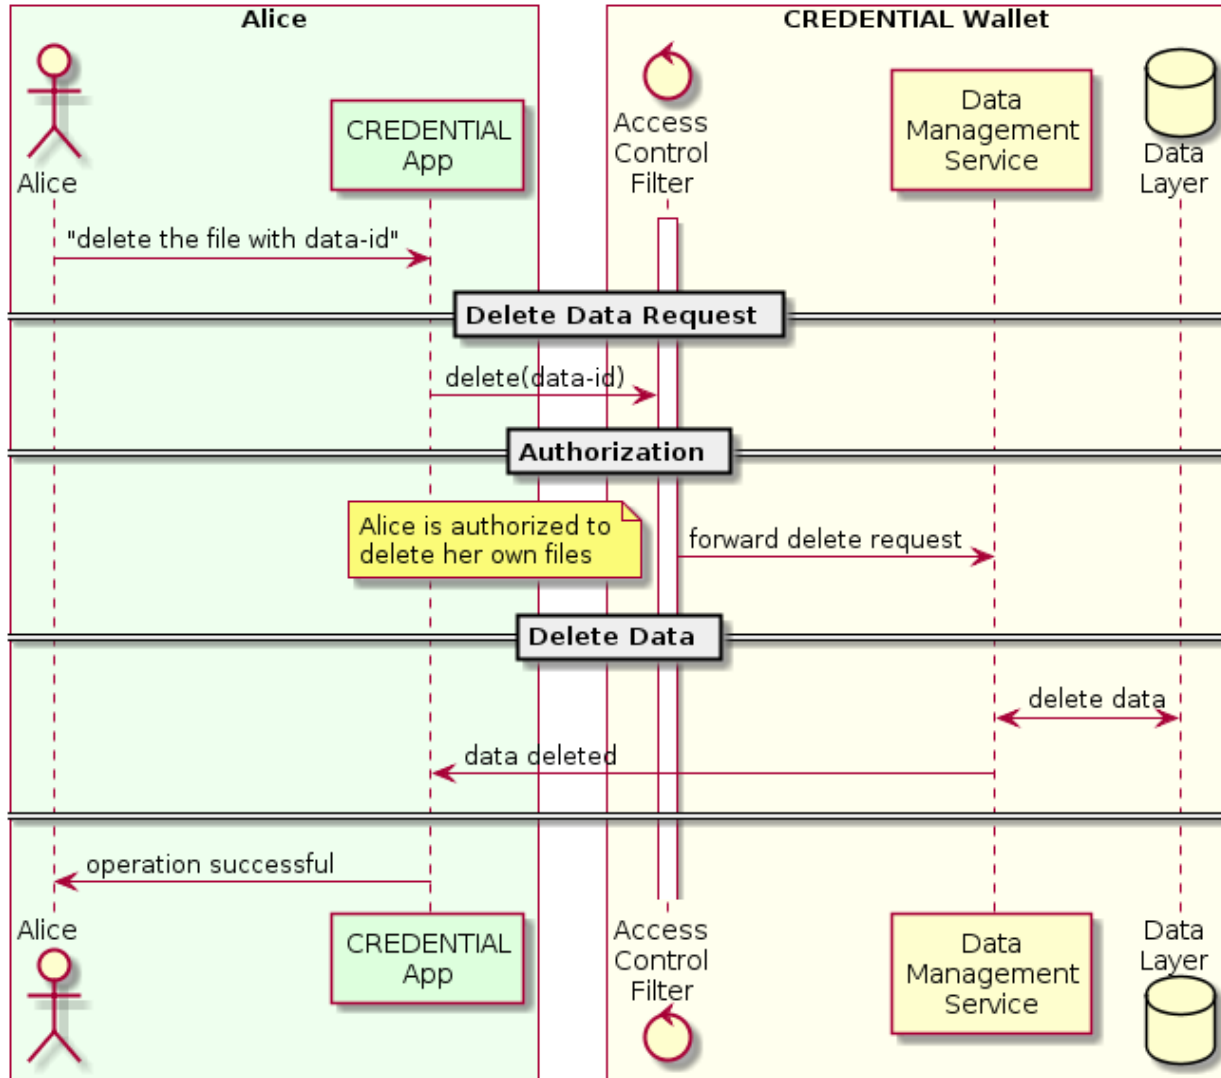 Alice
CREDENTIAL Wallet
Alice
CREDENTIAL
App
Access
Control
Filter
Data
Management
Service
Data
Layer
"delete the file with data-id"
Delete Data Request
delete(data-id)
Authorization
Alice is authorized to
delete her own files
forward delete request
Delete Data
delete data
data deleted
operation successful
Alice
CREDENTIAL
App
Access
Control
Filter
Data
Management
Service
Data
Layer